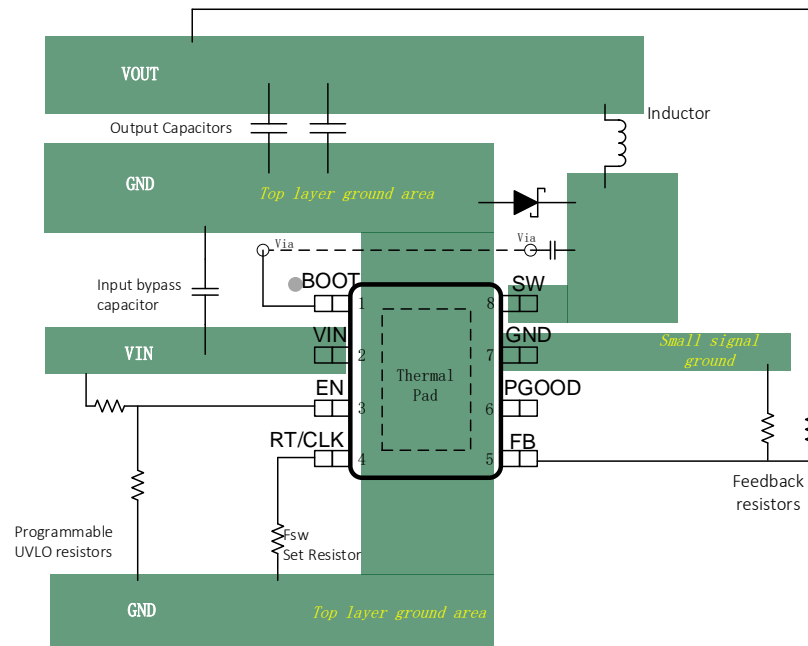 VOUT
Inductor
Output Capacitors
GND
Top layer ground area
Via
Via
BOOT
SW
Input bypass
capacitor
1
8
VIN
VIN
GND
Small signal
ground
2
7
Thermal
Pad
EN
PGOOD
3
6
RT/CLK
FB
4
5
Feedback
resistors
Programmable
UVLO resistors
Fsw
Set Resistor
GND
Top layer ground area